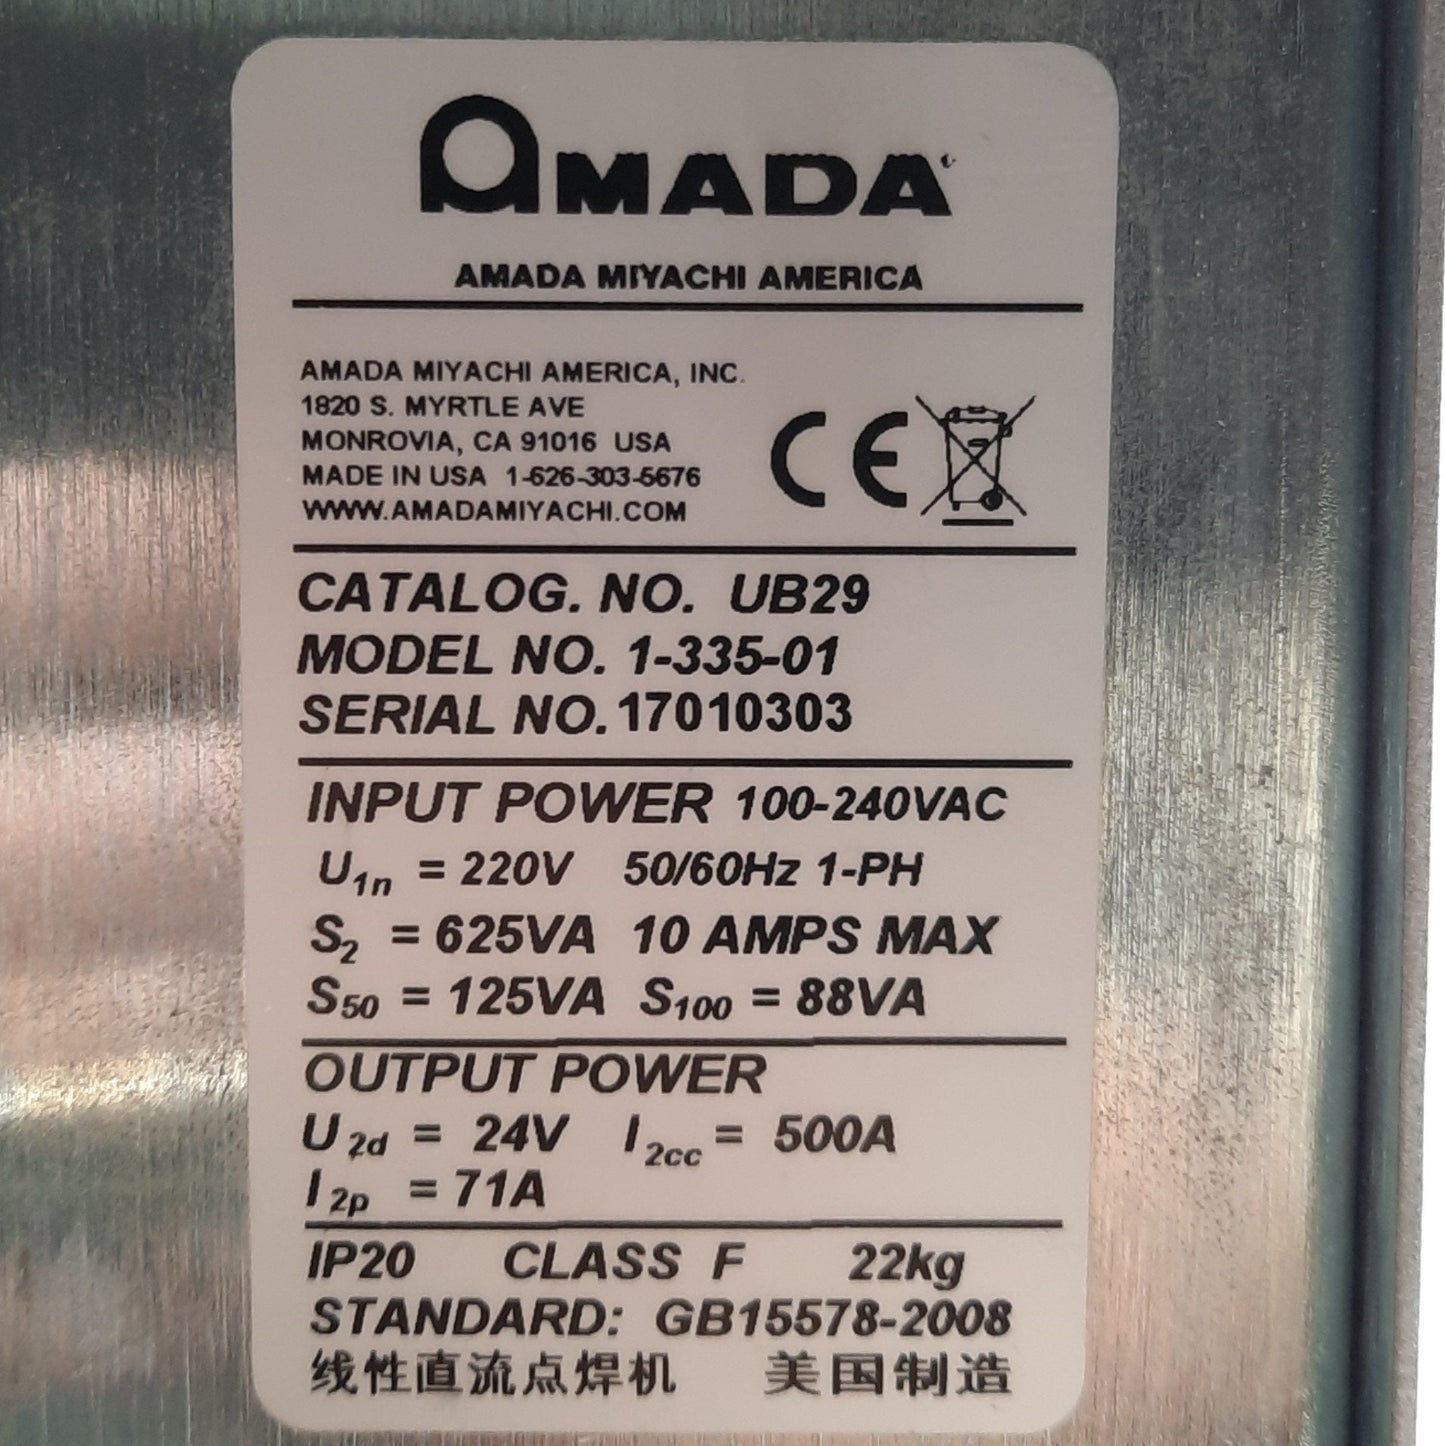 AMADA
AMADA MIYACHI AMERICA
AMADA MIYACHI AMERICA, INC.
1820 S. MYRTLE AVE
MONROVIA, CA 91016 USA
MADE IN USA 1-626-303-5676
WWW.AMADAMIYACHI.COM
CE
CATALOG. NO. UB29
MODEL NO. 1-335-01
SERIAL NO. 17010303
INPUT POWER 100-240VAC
U1n = 220V 50/60Hz 1-PH
S2 = 625VA 10 AMPS MAX
S50 = 125VA S100 = 88VA
OUTPUT POWER
U2d = 24V I2cc = 500A
I2p = 71A
IP20 CLASS F 22kg
STANDARD: GB15578-2008
线性直流点焊机 美国制造